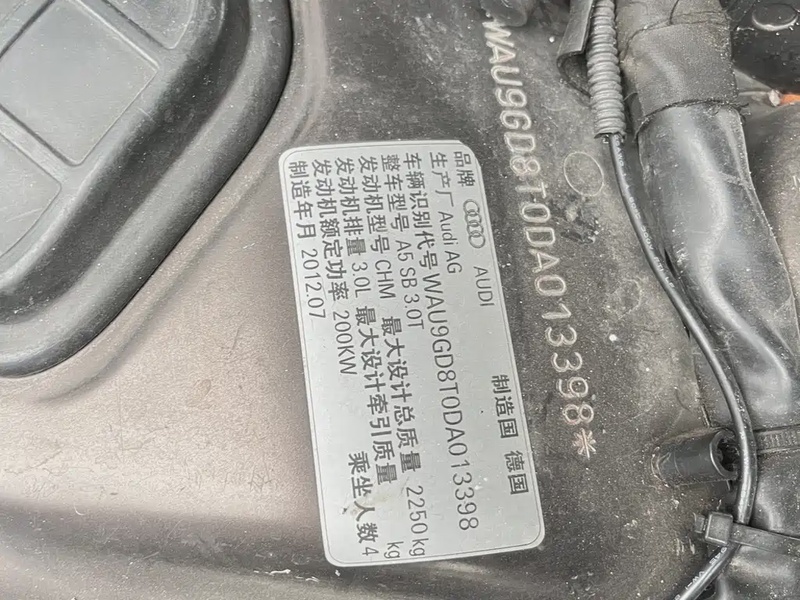 WAU9GD8T0DA013398*
品牌 AUDI 制造国 德国
生产厂 Audi AG
车辆识别代号 WAU9GD8T0DA013398
整车型号 A5 SB 3.0T
发动机型号 CHM 最大设计总质量 2250kg
发动机排量 3.0L 最大设计牵引质量 kg
发动机额定功率 200KW 乘坐人数 4
制造年月 2012.07